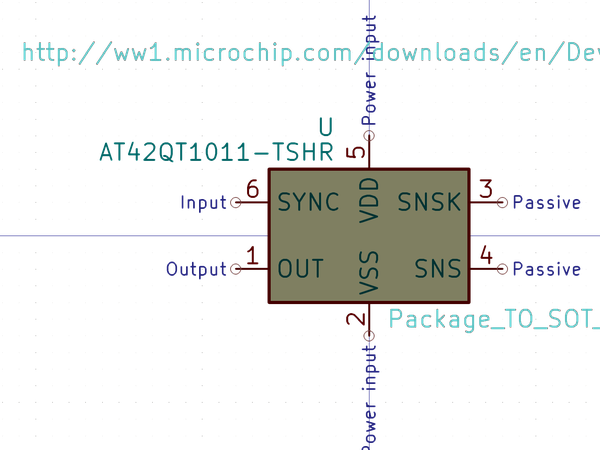 http://ww1.microchip.com/downloads/en/De
Power input
U
AT42QT1011-TSHR
5
Input
6
SYNC
VDD
SNSK
3
Passive
Output
1
OUT
VSS
SNS
4
Passive
2
Package_TO_SOT_
Power input